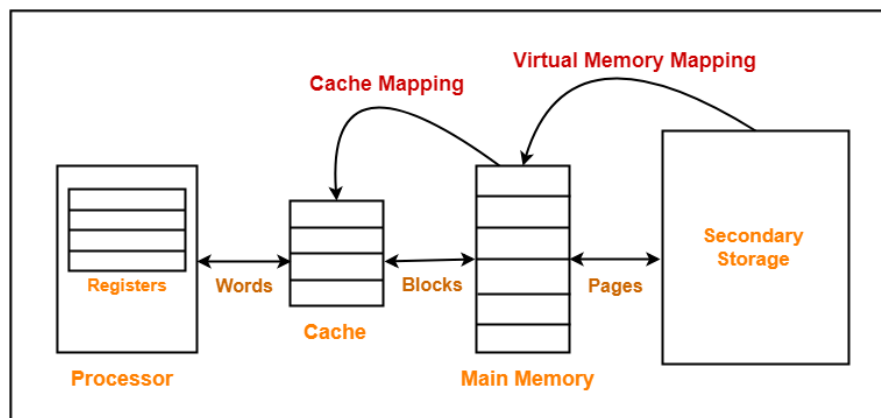 Virtual Memory Mapping
Cache Mapping
Secondary
Storage
Registers
Words
Blocks
Pages
Cache
Processor
Main Memory